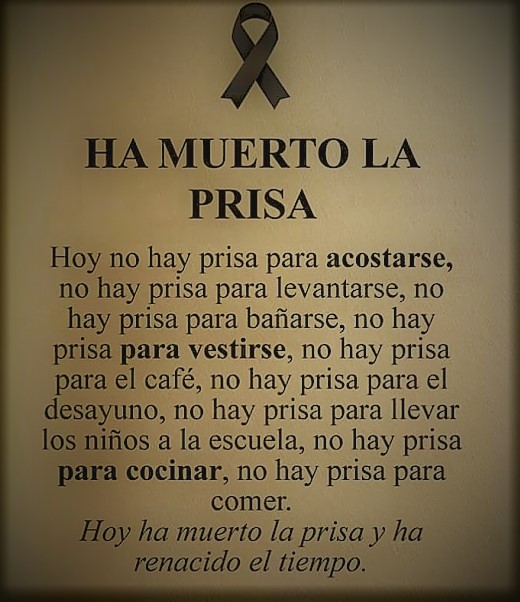 HA MUERTO LA
PRISA
Hoy no hay prisa para acostarse,
no hay prisa para levantarse, no
hay prisa para bañarse, no hay
prisa para vestirse, no hay prisa
para el café, no hay prisa para el
desayuno, no hay prisa para llevar
los niños a la escuela, no hay prisa
para cocinar, no hay prisa para
comer.
Hoy ha muerto la prisa y ha
renacido el tiempo.